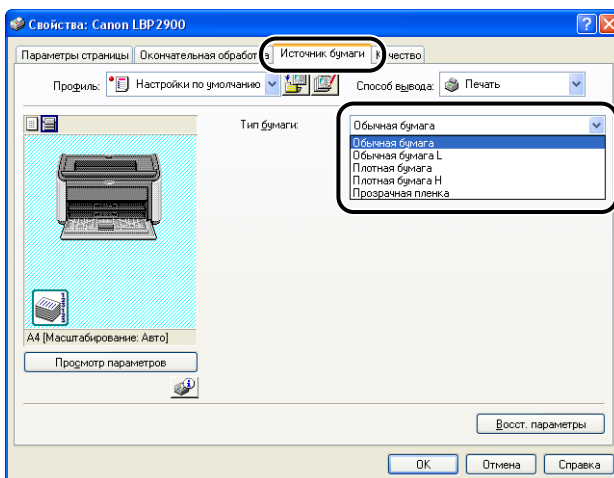 Свойства: Canon LBP2900
Параметры страницы Окончательная обработка Источник бумаги Качество
Профиль: Настройки по умолчанию Способ вывода: Печать
Тип бумаги: Обычная бумага
Обычная бумага
Обычная бумага L
Плотная бумага
Плотная бумага H
Прозрачная пленка
A4 [Масштабирование: Авто]
Просмотр параметров
Восст. параметры
OK Отмена Справка